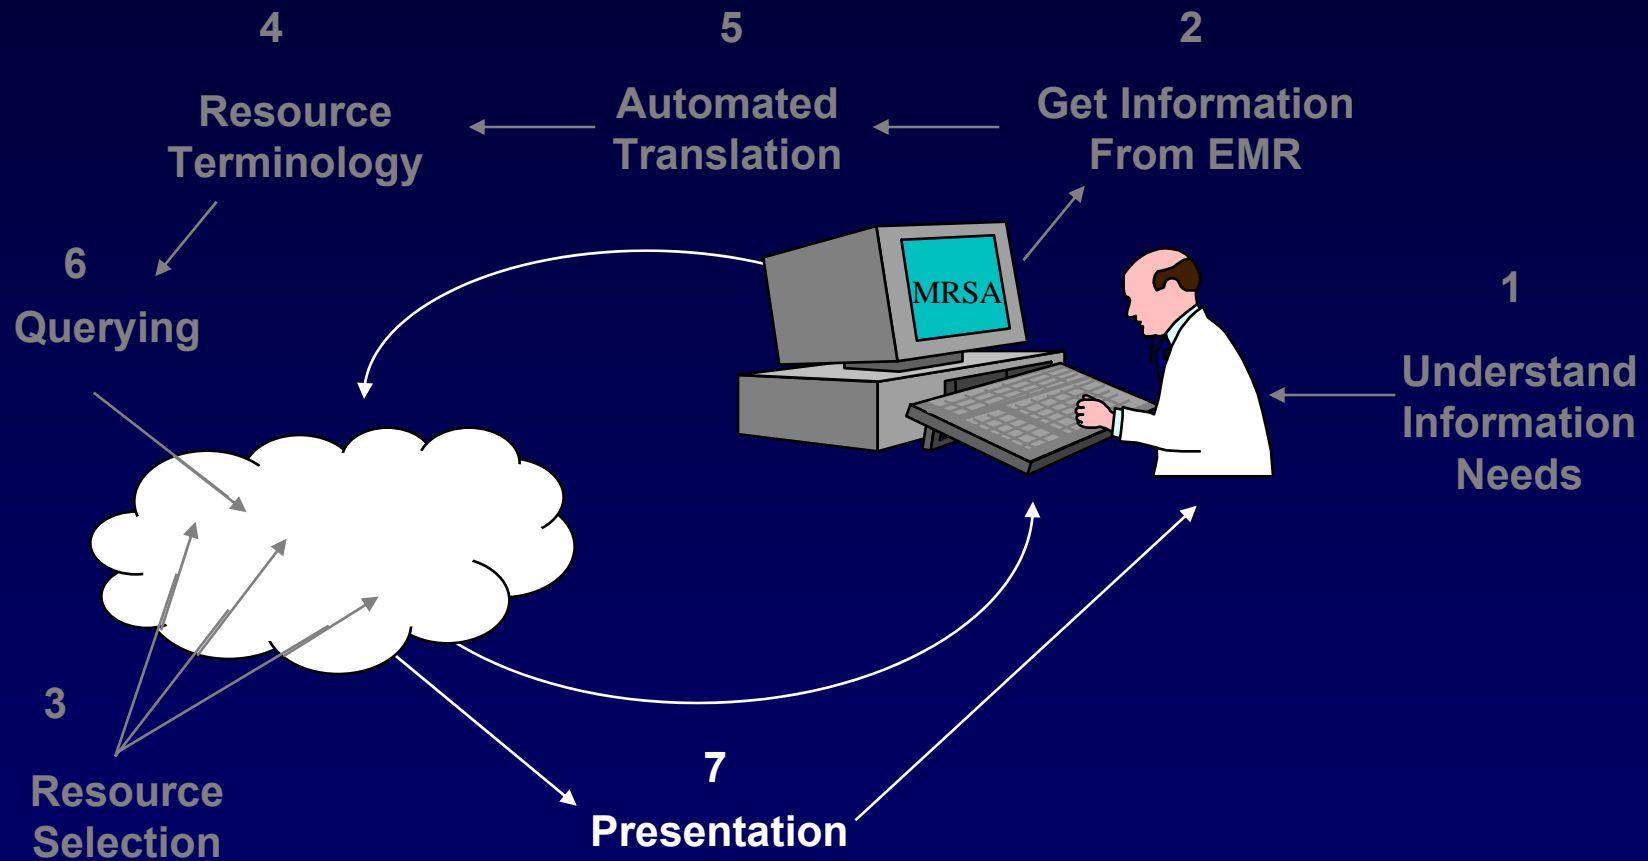 4
Resource
Terminology
5
Automated
Translation
2
Get Information
From EMR
6
Querying
MRSA
1
Understand
Information
Needs
3
Resource
Selection
7
Presentation